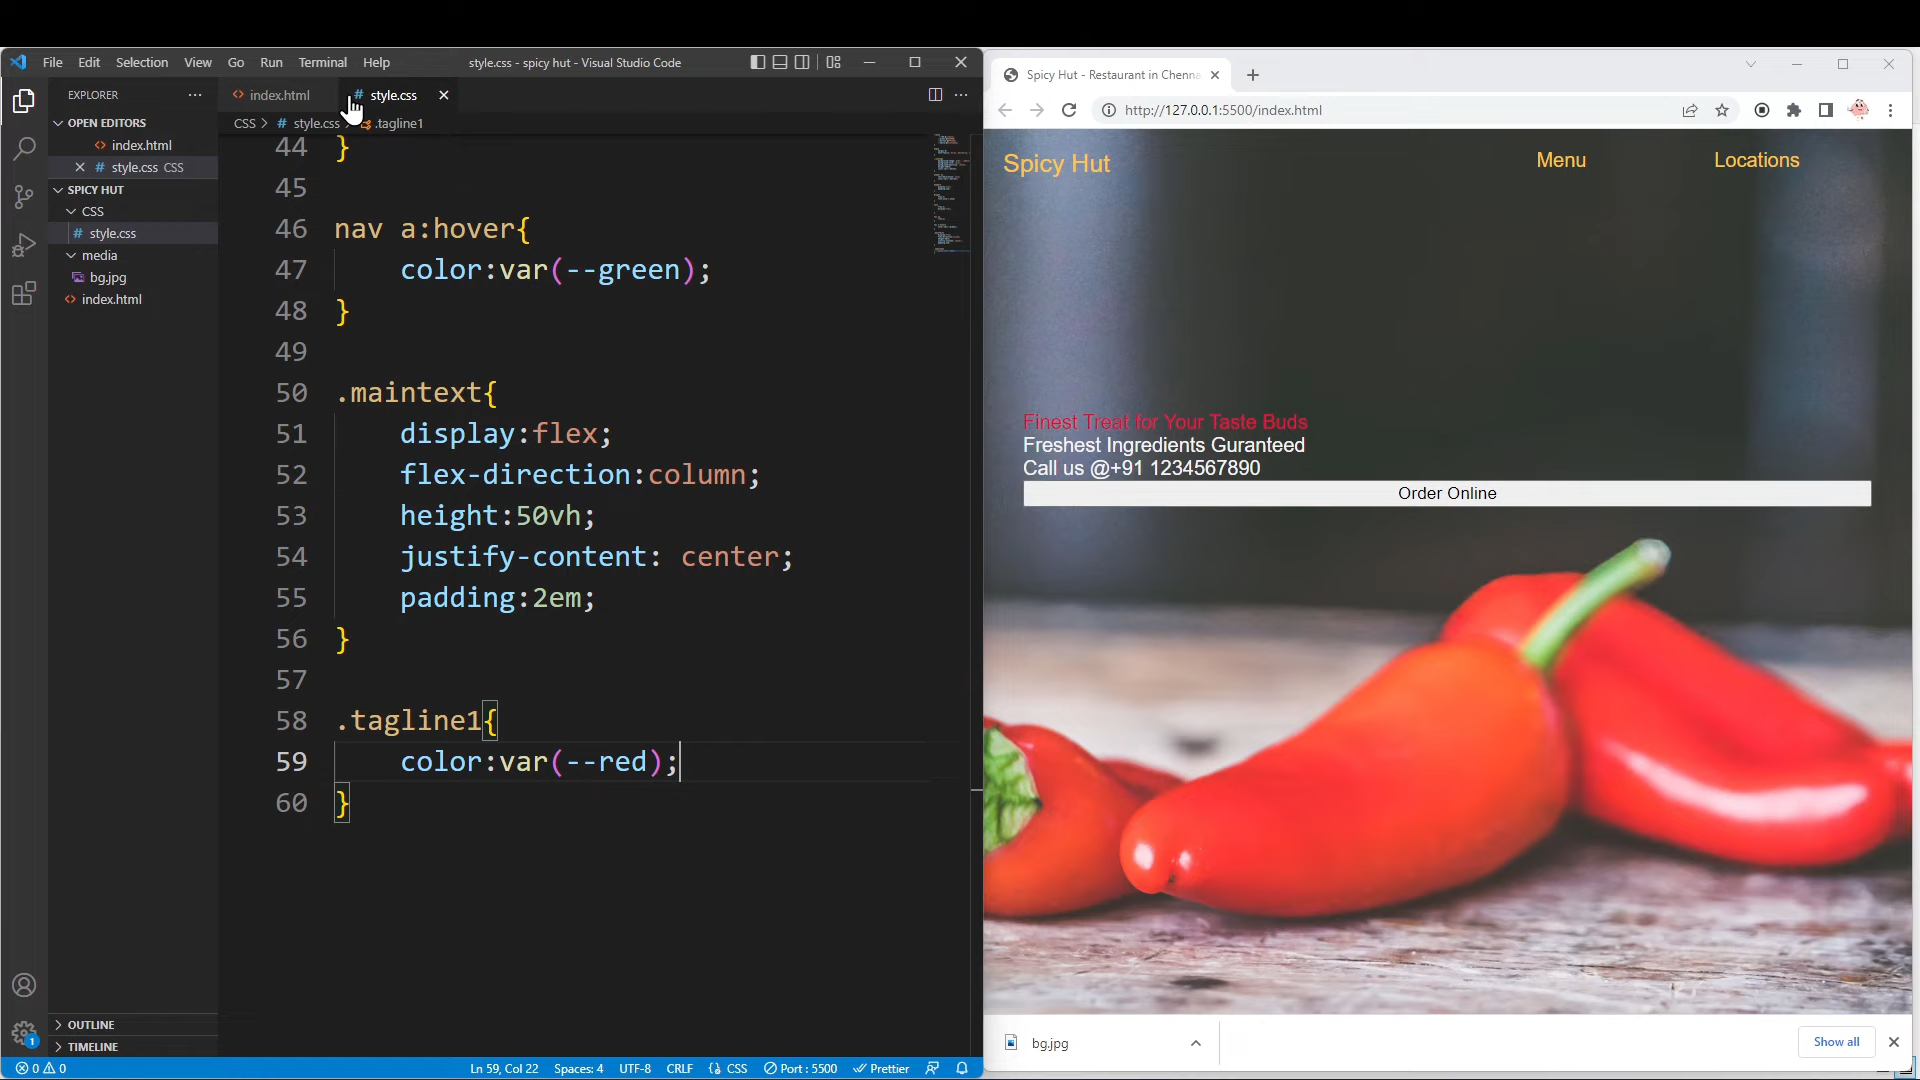 File Edit Selection View Go Run Terminal Help
style.css - spicy hut - Visual Studio Code
EXPLORER
OPEN EDITORS
index.html
style.css CSS
SPICY HUT
CSS
style.css
media
bg.jpg
index.html
OUTLINE
TIMELINE
1
index.html
# style.css
CSS > # style.css > .tagline1
44 }
45
46 nav a:hover{
47 color:var(--green);
48 }
49
50 .maintext{
51 display:flex;
52 flex-direction:column;
53 height:50vh;
54 justify-content: center;
55 padding:2em;
56 }
57
58 .tagline1{
59 color:var(--red);
60 }
0 0
Ln 59, Col 22 Spaces: 4 UTF-8 CRLF {} CSS Port : 5500 Prettier
Spicy Hut - Restaurant in Chenna
http://127.0.0.1:5500/index.html
Spicy Hut
Menu
Locations
Finest Treat for Your Taste Buds
Freshest Ingredients Guranteed
Call us @+91 1234567890
Order Online
bg.jpg
Show all